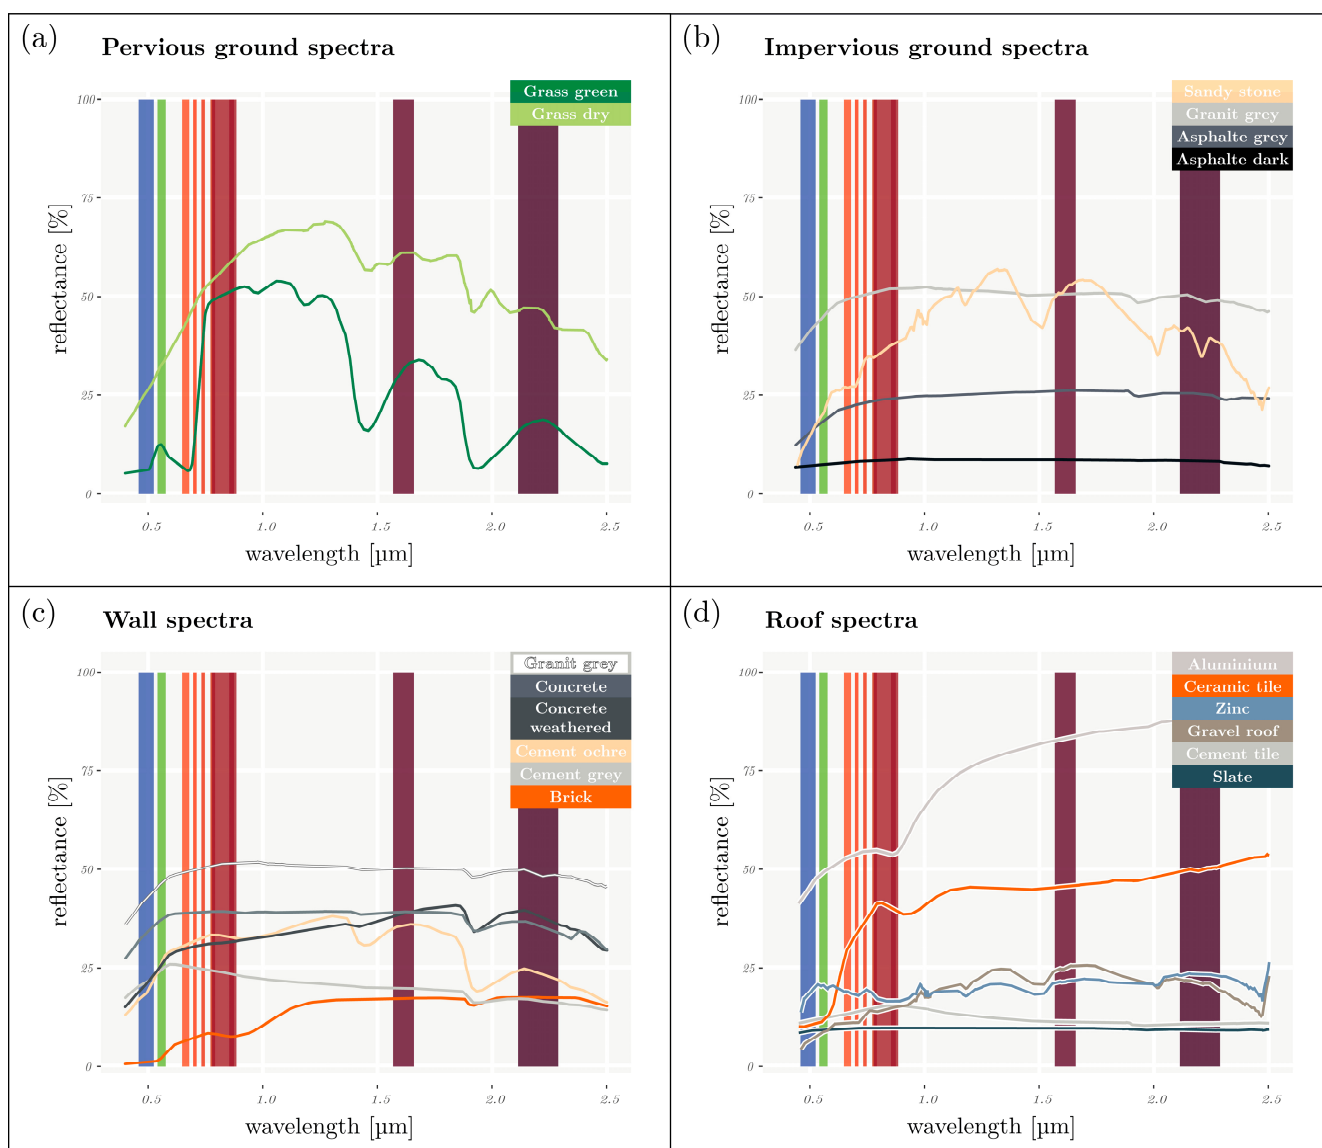 (a)
Pervious ground spectra
Grass green
Grass dry
100
75
50
25
0
reflectance [%]
0.5
1.0
1.5
2.0
2.5
wavelength [µm]
(b)
Impervious ground spectra
Sandy stone
Granit grey
Asphalte grey
Asphalte dark
100
75
50
25
0
reflectance [%]
0.5
1.0
1.5
2.0
2.5
wavelength [µm]
(c)
Wall spectra
Granit grey
Concrete
Concrete
weathered
Cement ochre
Cement grey
Brick
100
75
50
25
0
reflectance [%]
0.5
1.0
1.5
2.0
2.5
wavelength [µm]
(d)
Roof spectra
Aluminium
Ceramic tile
Zinc
Gravel roof
Cement tile
Slate
100
75
50
25
0
reflectance [%]
0.5
1.0
1.5
2.0
2.5
wavelength [µm]